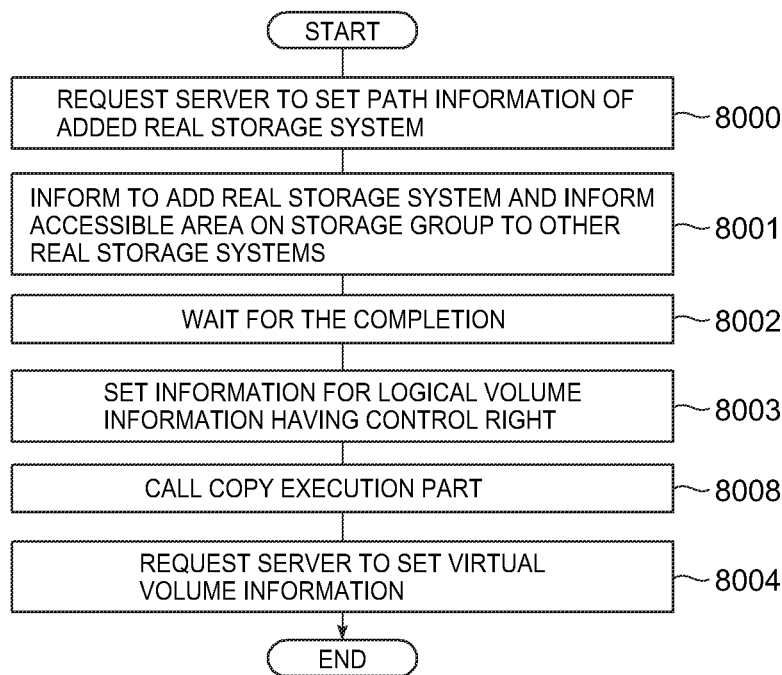 START
REQUEST SERVER TO SET PATH INFORMATION OF
ADDED REAL STORAGE SYSTEM
8000
INFORM TO ADD REAL STORAGE SYSTEM AND INFORM
ACCESSIBLE AREA ON STORAGE GROUP TO OTHER
REAL STORAGE SYSTEMS
8001
WAIT FOR THE COMPLETION
8002
SET INFORMATION FOR LOGICAL VOLUME
INFORMATION HAVING CONTROL RIGHT
8003
CALL COPY EXECUTION PART
8008
REQUEST SERVER TO SET VIRTUAL
VOLUME INFORMATION
8004
END